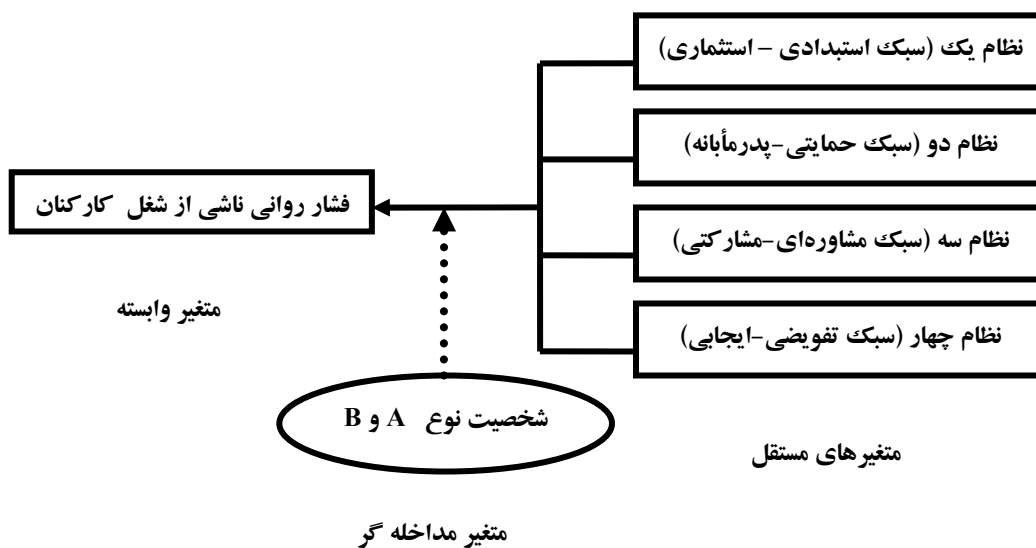 نظام یک (سبک استبدادی – استثماری)
نظام دو (سبک حمایتی-پدرمأبانه)
نظام سه (سبک مشاوره‌ای-مشارکتی)
نظام چهار (سبک تفویضی-ایجابی)
متغیرهای مستقل
فشار روانی ناشی از شغل کارکنان
متغیر وابسته
شخصیت نوع A و B
متغیر مداخله گر